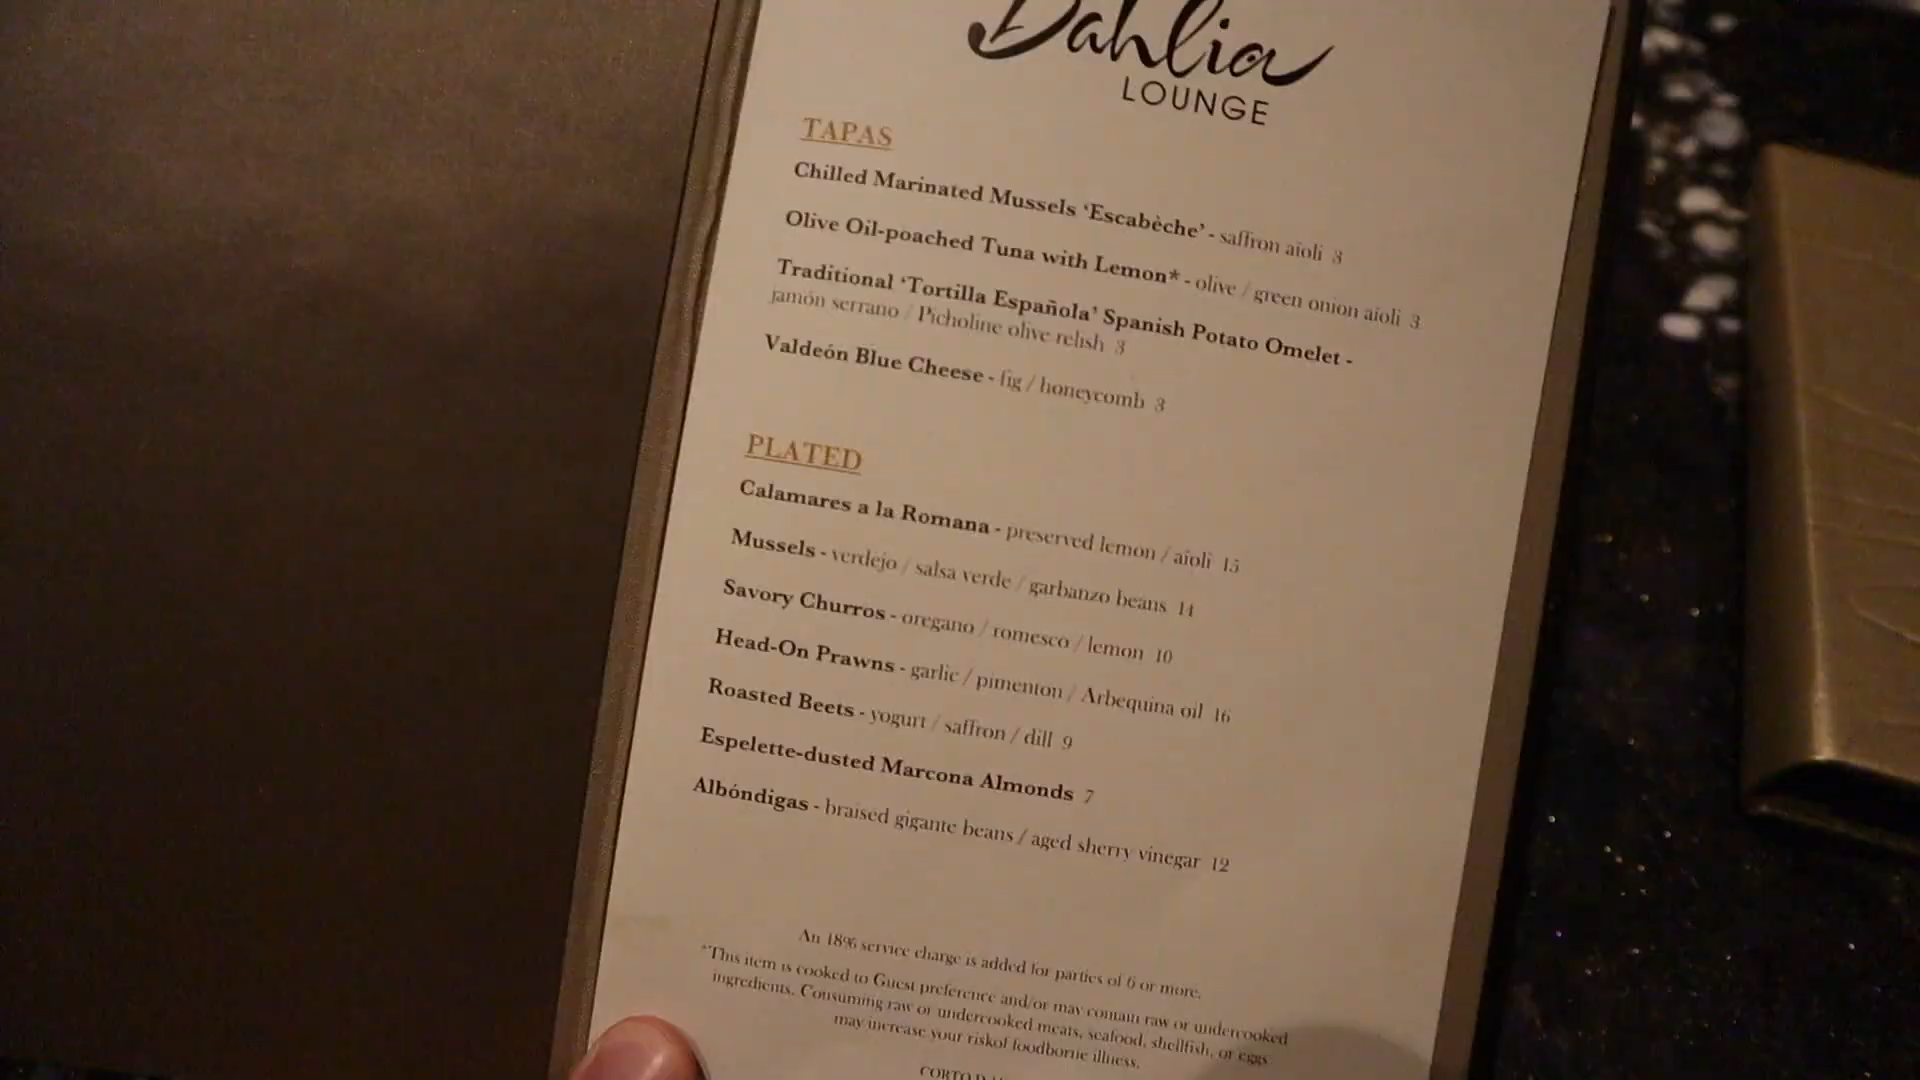 Dahlia
LOUNGE
TAPAS
Chilled Marinated Mussels ‘Escabèche’ - saffron aïoli 3
Olive Oil-poached Tuna with Lemon* - olive / green onion aïoli 3
Traditional ‘Tortilla Española’ Spanish Potato Omelet -
jamón serrano / Picholine olive relish 3
Valdeón Blue Cheese - fig / honeycomb 3
PLATED
Calamares a la Romana - preserved lemon / aïoli 15
Mussels - verdejo / salsa verde / garbanzo beans 14
Savory Churros - oregano / romesco / lemon 10
Head-On Prawns - garlic / pimenton / Arbequina oil 16
Roasted Beets - yogurt / saffron / dill 9
Espelette-dusted Marcona Almonds 7
Albóndigas - braised gigante beans / aged sherry vinegar 12
An 18% service charge is added for parties of 6 or more.
*This item is cooked to Guest preference and/or may contain raw or undercooked
ingredients. Consuming raw or undercooked meats, seafood, shellfish, or eggs
may increase your riskof foodborne illness.